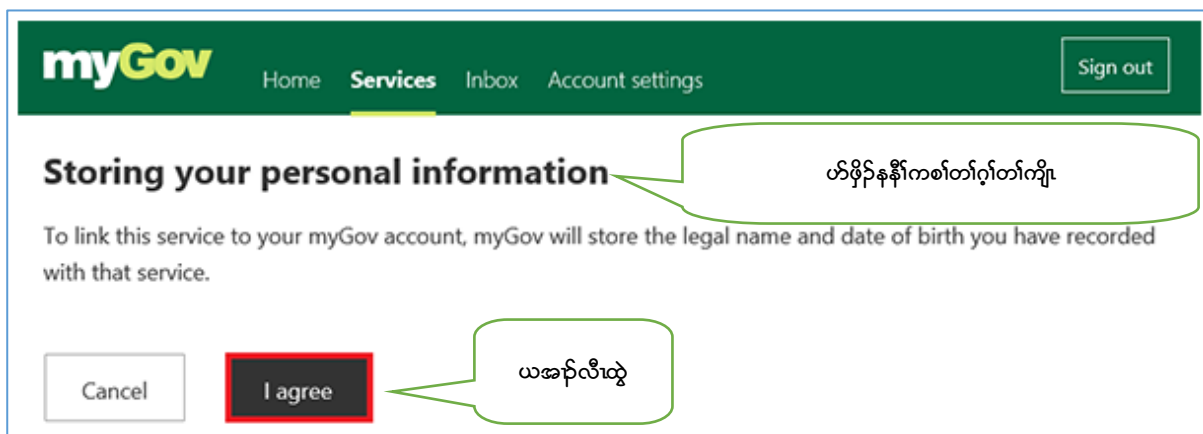 myGov
Home Services Inbox Account settings
Sign out
Storing your personal information
ဟ်ဖှိၣ်နနီၢ်ကစၢ်တၢ်ဂ့ၢ်တၢ်ကျိၤ
To link this service to your myGov account, myGov will store the legal name and date of birth you have recorded
with that service.
Cancel
I agree
ယအၢၣ်လီၤထွဲ